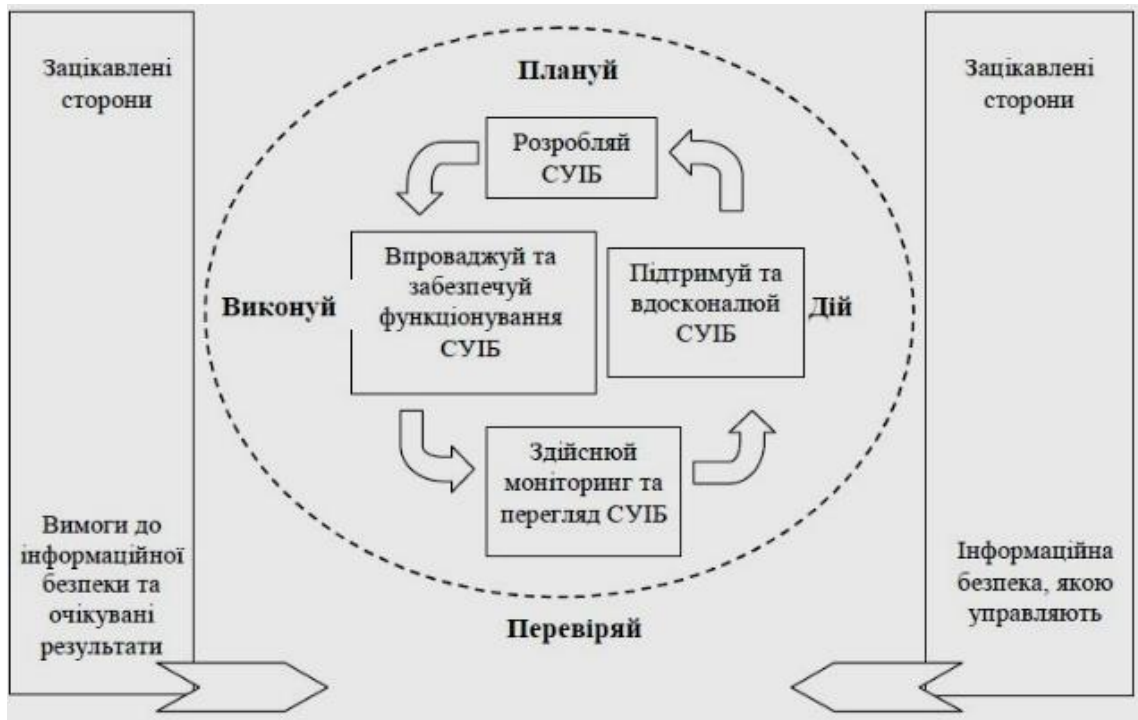 Зацікавлені
сторони
Вимоги до
інформаційної
безпеки та
очікувані
результати
Плануй
Розробляй
СУІБ
Виконуй
Впроваджуй та
забезпечуй
функціонування
СУІБ
Підтримуй та
вдосконалюй
СУІБ
Дій
Здійснюй
моніторинг та
перегляд СУІБ
Перевіряй
Зацікавлені
сторони
Інформаційна
безпека, якою
управляють